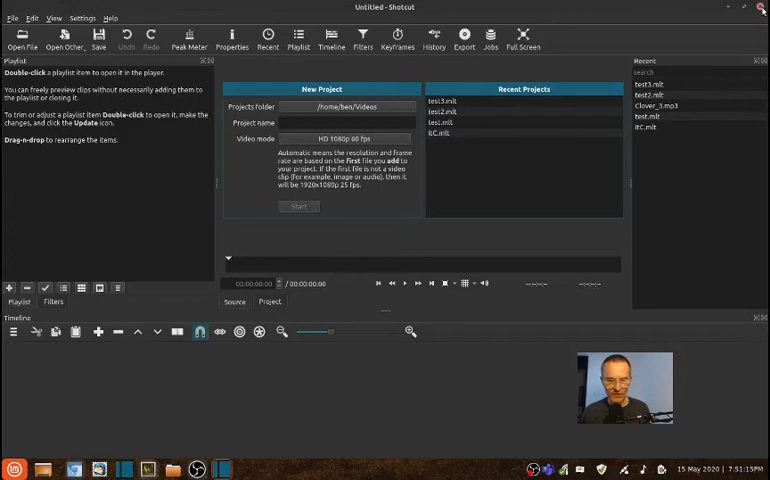 Untitled - Shotcut
File Edit View Settings Help
Open File Open Other.. Save Undo Redo Peak Meter Properties Recent Playlist Timeline Filters Keyframes History Export Jobs Full Screen
Playlist
Double-click a playlist item to open it in the player.
You can freely preview clips without necessarily adding them
to the playlist or closing it.
To trim or adjust a playlist item Double-click to open it, make the
changes, and click the Update icon.
Drag-n-drop to rearrange the items.
New Project
Projects folder /home/ben/Videos
Project name
Video mode HD 1080p 60 fps
Automatic means the resolution and frame
rate are based on the first file you add to
your project. If the first file is not a video
clip (for example, image or audio), then it
will be 1920x1080p 25 fps.
Start
Recent Projects
test3.mlt
test2.mlt
test.mlt
ItC.mlt
Recent
search
test3.mlt
test2.mlt
Clover_3.mp3
test.mlt
ItC.mlt
00:00:00:00 / 00:00:00:00 --:--:--:-- --:--:--:--
Playlist Filters
Source Project
Timeline
15 May 2020 | 7:51:15PM